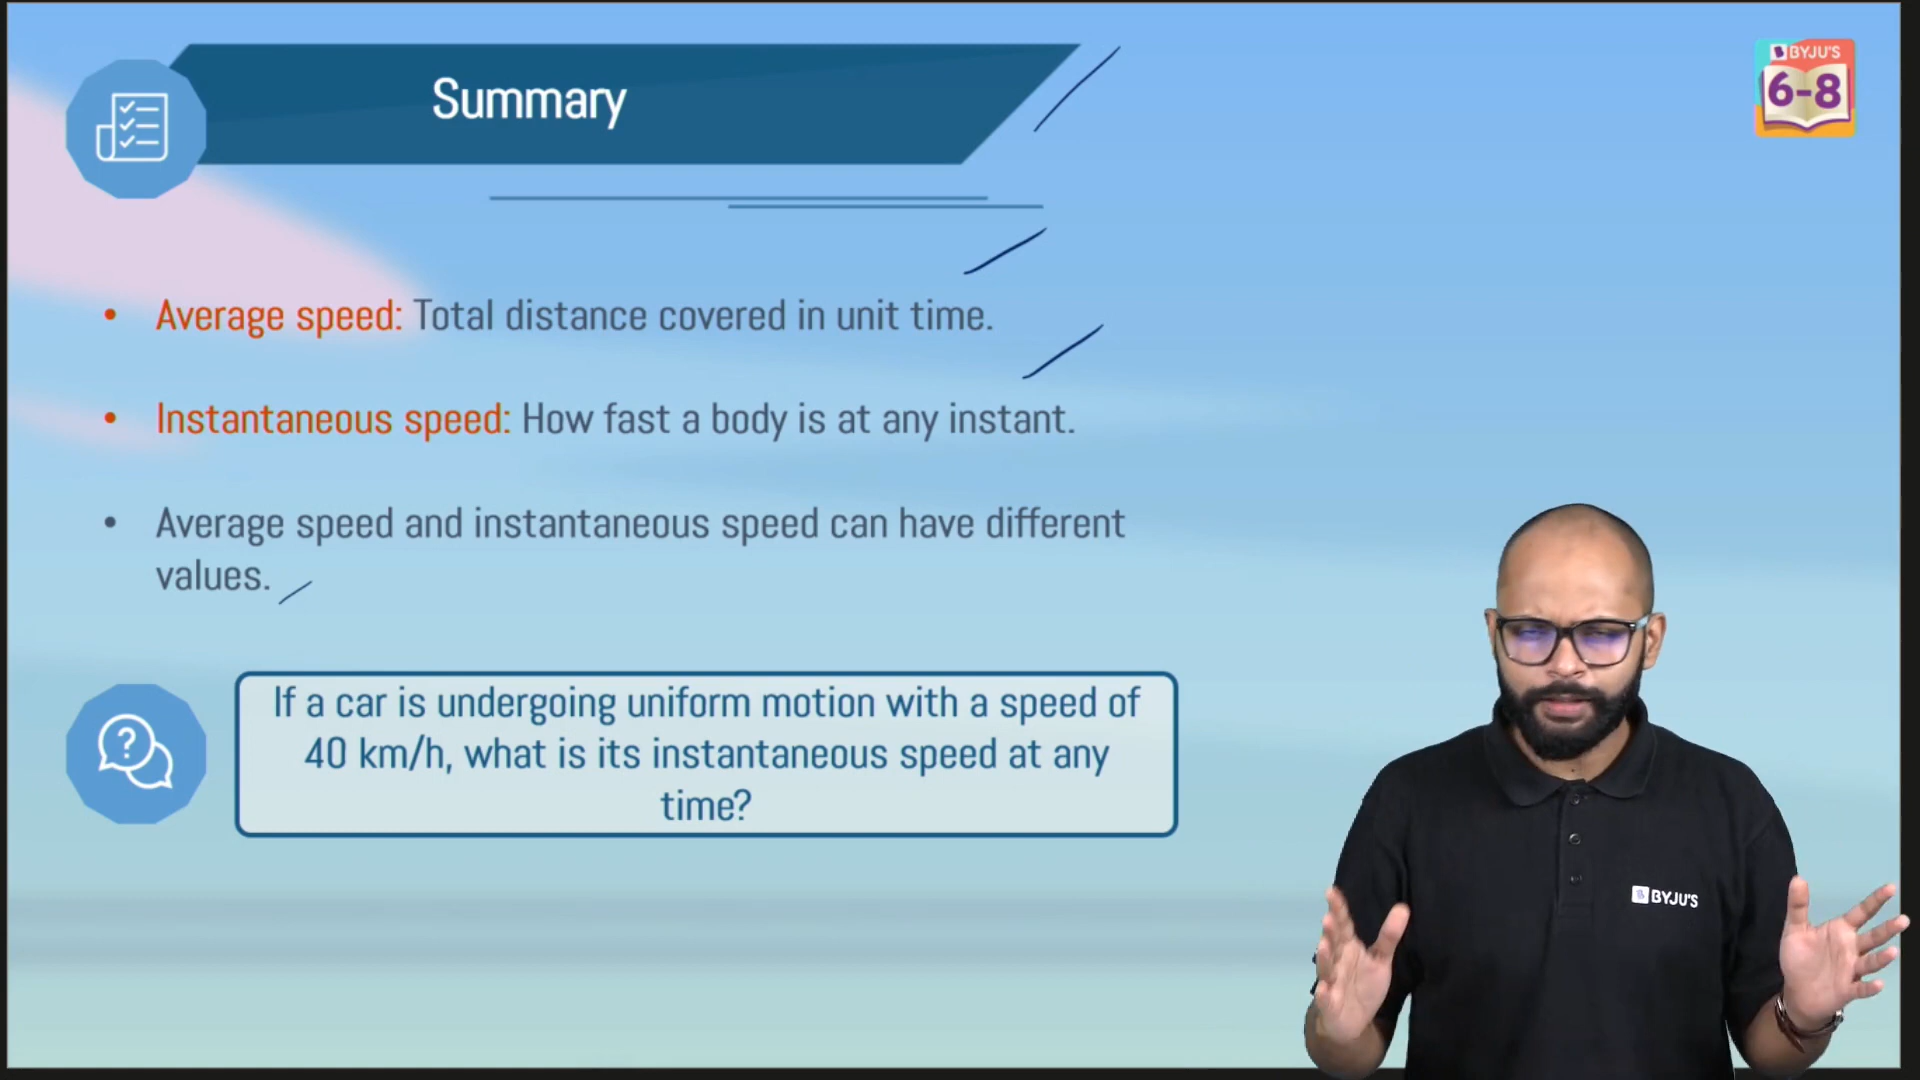 Summary
BYJU'S
6-8
Average speed: Total distance covered in unit time.
Instantaneous speed: How fast a body is at any instant.
Average speed and instantaneous speed can have different
values.
?
If a car is undergoing uniform motion with a speed of
40 km/h, what is its instantaneous speed at any
time?
BYJU'S